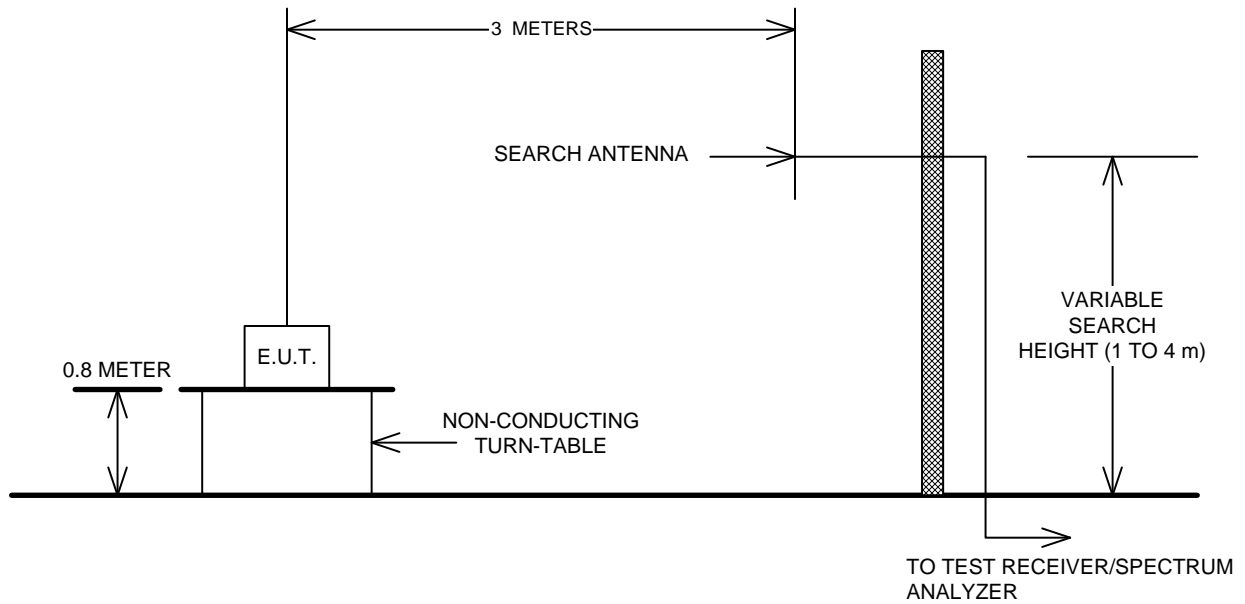 3 METERS
SEARCH ANTENNA
VARIABLE
SEARCH
HEIGHT (1 TO 4 m)
E.U.T.
0.8 METER
NON-CONDUCTING
TURN-TABLE
TO TEST RECEIVER/SPECTRUM
ANALYZER